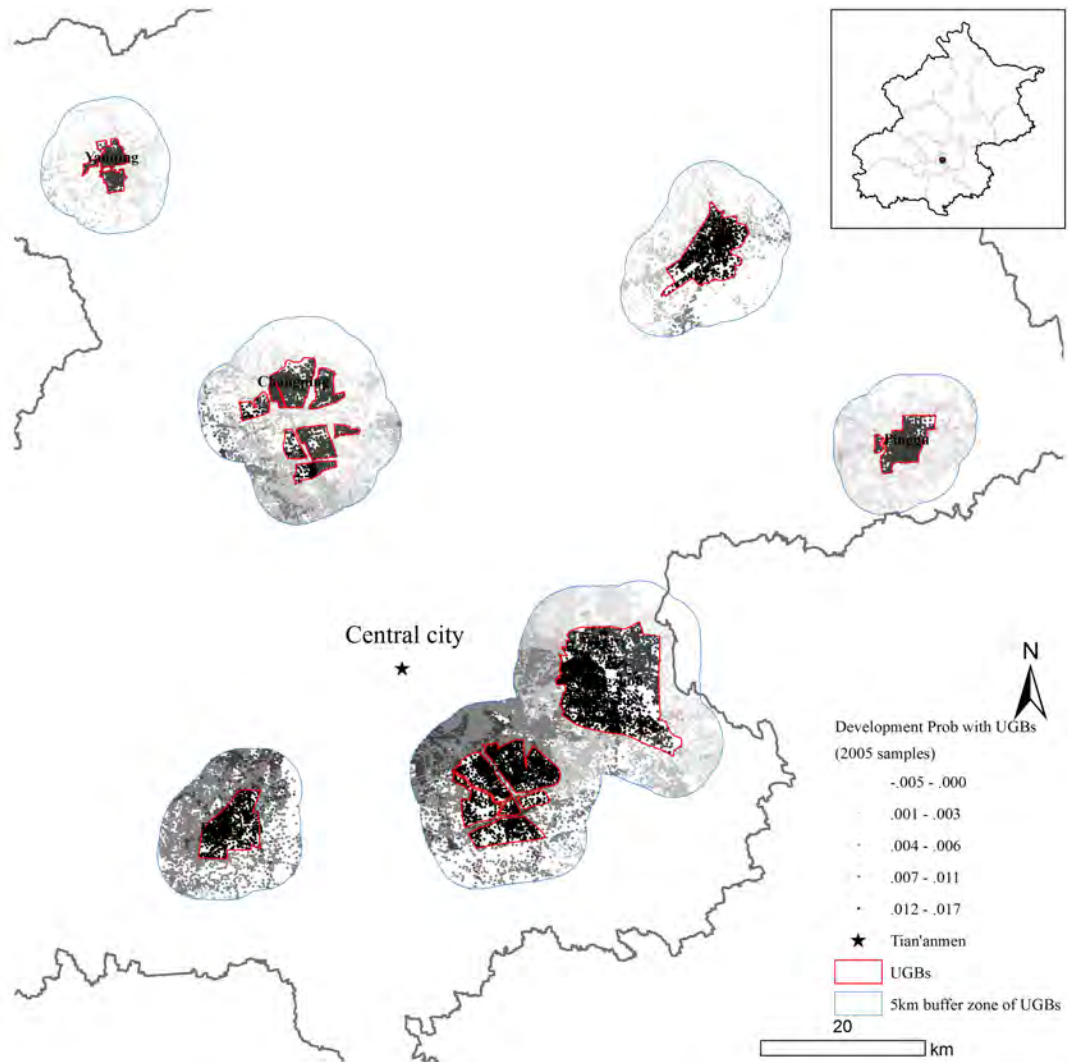 Yanqing
Changping
Pinggu
Central city
N
Development Prob with UGBs
(2005 samples)
-.005 - .000
.001 - .003
.004 - .006
.007 - .011
.012 - .017
Tian'anmen
UGBs
5km buffer zone of UGBs
20
km